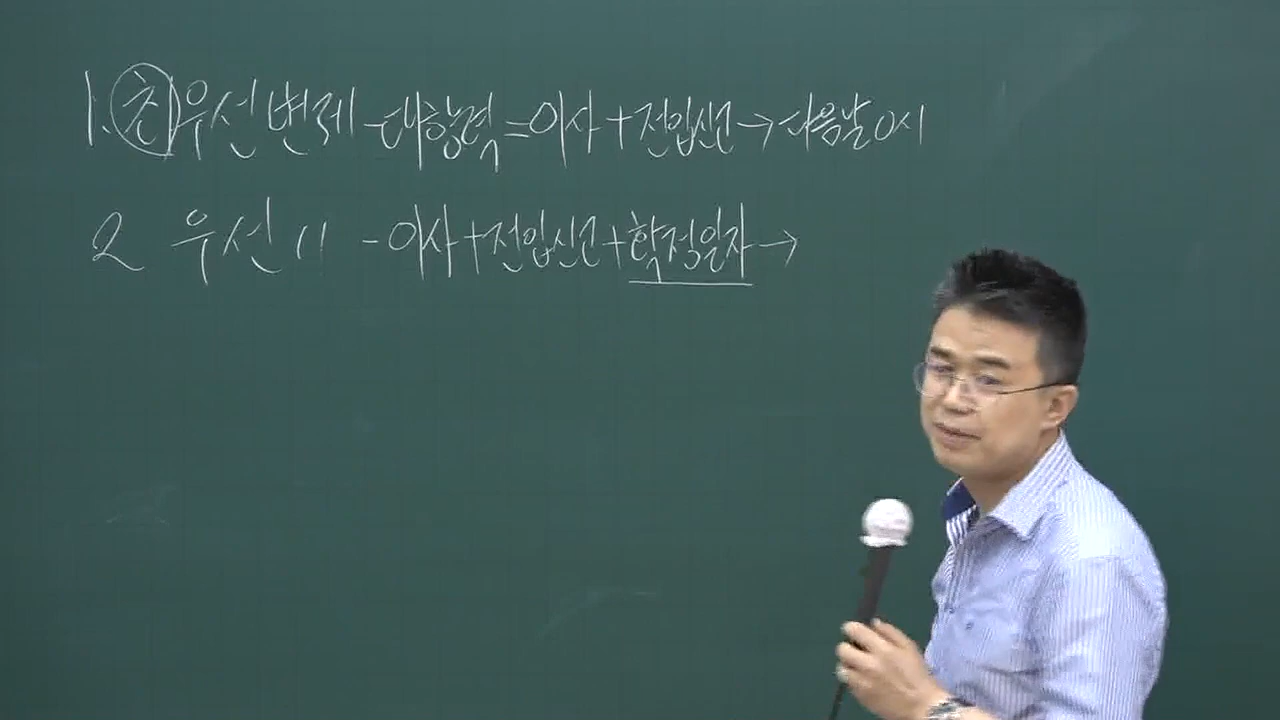 1. 최우선변제 - 대항력 = 이사 + 전입신고 → 다음날 0시
2 우선 〃 - 이사 + 전입신고 + 확정일자 →